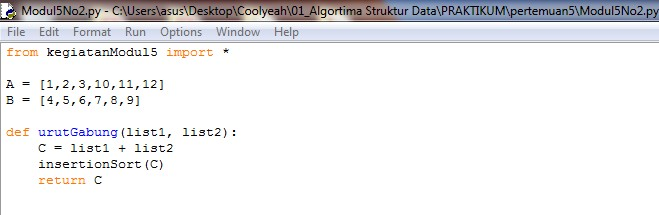 Modul5No2.py - C:\Users\asus\Desktop\Coolyeah\01_Algortima Struktur Data\PRAKTIKUM\pertemuan5\Modul5No2.py
File Edit Format Run Options Window Help
from kegiatanModul5 import *
A = [1,2,3,10,11,12]
B = [4,5,6,7,8,9]
def urutGabung(list1, list2):
    C = list1 + list2
    insertionSort(C)
    return C